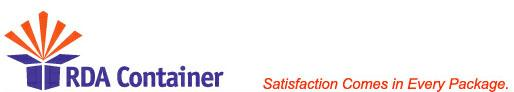 RDA Container
Satisfaction Comes in Every Package.